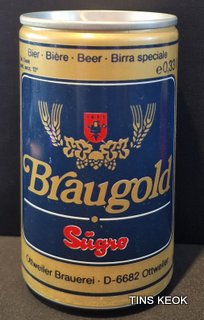 Bier · Bière · Beer · Birra speciale
e 0,33 l
Braugold
Sügro
Ottweiler Brauerei · D-6682 Ottweiler
TINS KEOK